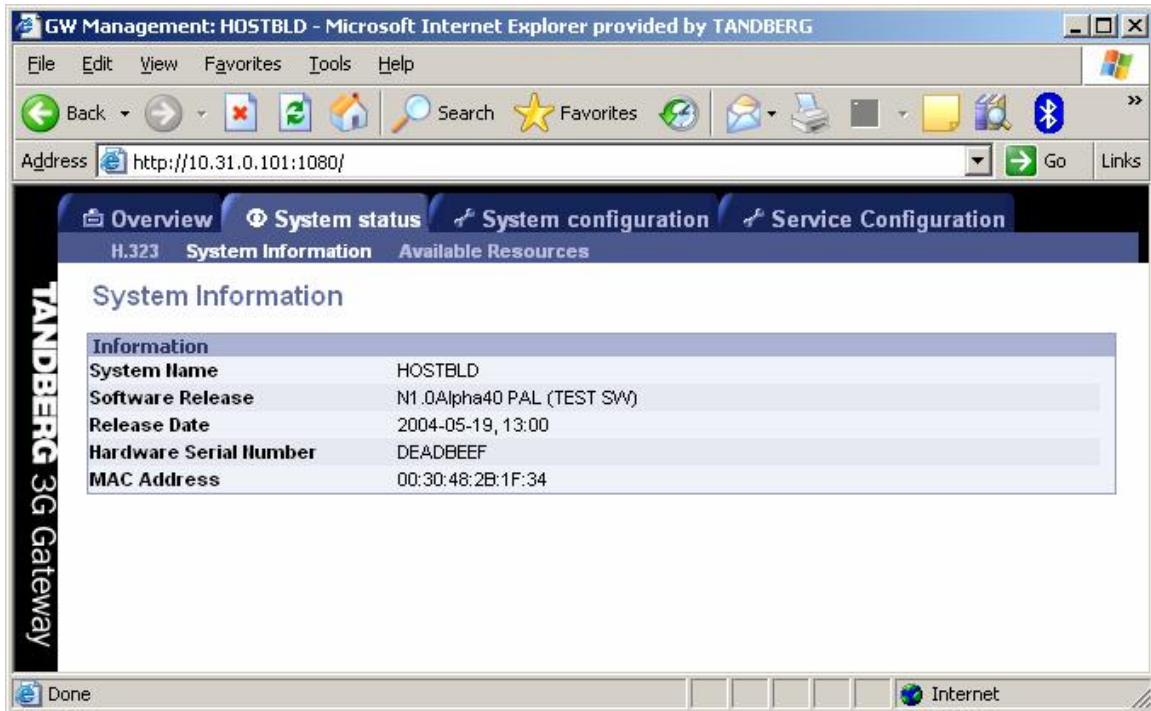 GW Management: HOSTBLD - Microsoft Internet Explorer provided by TANDBERG
File Edit View Favorites Tools Help
Back Search Favorites »
Address http://10.31.0.101:1080/ Go Links
Overview System status System configuration Service Configuration
H.323 System Information Available Resources
TANDBERG 3G Gateway
System Information
Information
System Name HOSTBLD
Software Release N1.0Alpha40 PAL (TEST SW)
Release Date 2004-05-19, 13:00
Hardware Serial Number DEADBEEF
MAC Address 00:30:48:2B:1F:34
Done Internet